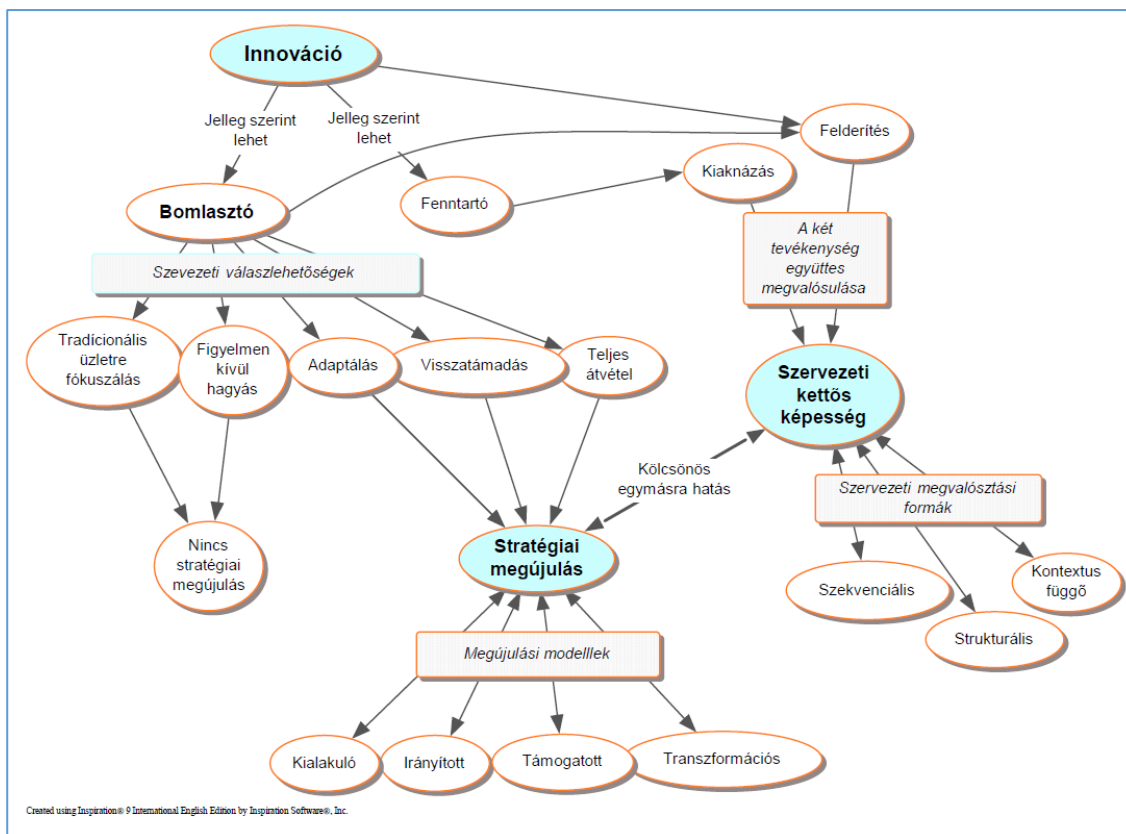 Innováció
Jelleg szerint
lehet
Jelleg szerint
lehet
Felderítés
Kiaknázás
Bomlasztó
Fenntartó
A két
tevékenység
együttes
megvalósulása
Szevezeti válaszlehetőségek
Tradícionális
üzletre
fókuszálás
Figyelmen
kívül
hagyás
Adaptálás
Visszatámadás
Teljes
átvétel
Szervezeti
kettős
képesség
Kölcsönös
egymásra hatás
Szervezeti megvalósztási
formák
Nincs
stratégiai
megújulás
Stratégiai
megújulás
Szekvenciális
Kontextus
függő
Strukturális
Megújulási modelllek
Kialakuló
Irányított
Támogatott
Transzformációs
Created using Inspiration® 9 International English Edition by Inspiration Software®, Inc.